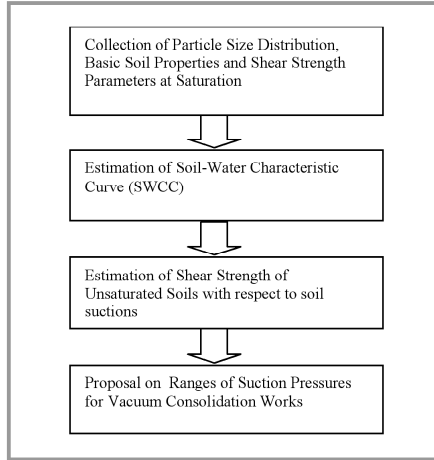 Collection of Particle Size Distribution,
Basic Soil Properties and Shear Strength
Parameters at Saturation
Estimation of Soil-Water Characteristic
Curve (SWCC)
Estimation of Shear Strength of
Unsaturated Soils with respect to soil
suctions
Proposal on Ranges of Suction Pressures
for Vacuum Consolidation Works